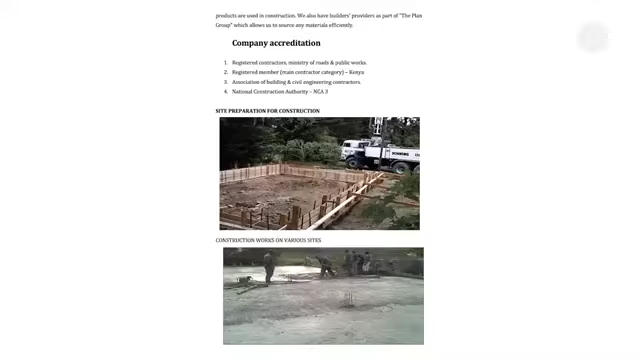 products are used in construction. We also have builders' providers as part of "The Plan
Group" which allows us to source any materials efficiently.
Company accreditation
1. Registered contractors, ministry of roads & public works.
2. Registered member (main contractor category) – Kenya
3. Association of building & civil engineering contractors.
4. National Construction Authority – NCA 3
SITE PREPARATION FOR CONSTRUCTION
CONSTRUCTION WORKS ON VARIOUS SITES